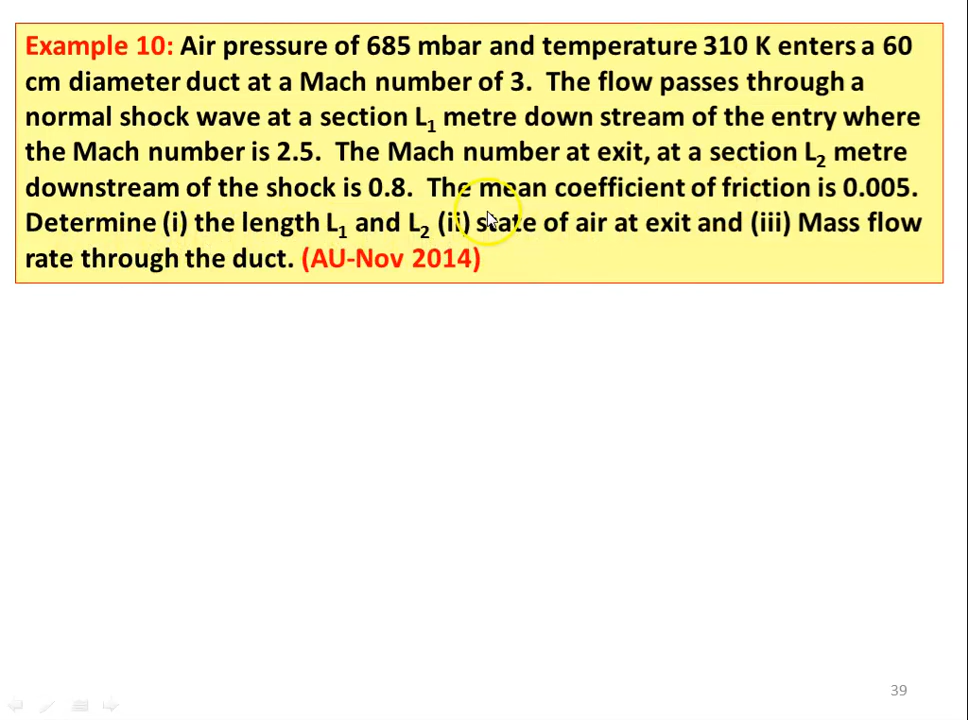 Example 10: Air pressure of 685 mbar and temperature 310 K enters a 60
cm diameter duct at a Mach number of 3. The flow passes through a
normal shock wave at a section L₁ metre down stream of the entry where
the Mach number is 2.5. The Mach number at exit, at a section L₂ metre
downstream of the shock is 0.8. The mean coefficient of friction is 0.005.
Determine (i) the length L₁ and L₂ (ii) state of air at exit and (iii) Mass flow
rate through the duct. (AU-Nov 2014)
39